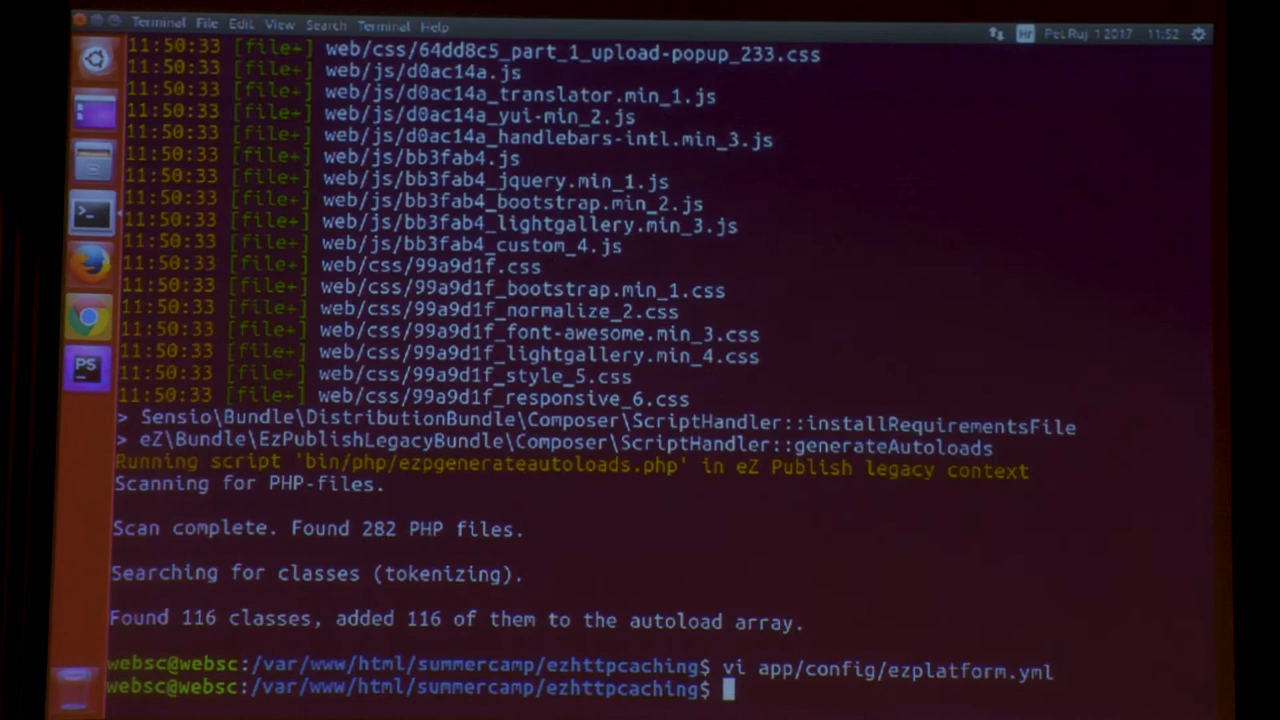 Terminal File Edit View Search Terminal Help Hr Pet Ruj 1 2017 11:52
11:50:33 [file+] web/css/64dd8c5_part_1_upload-popup_233.css
11:50:33 [file+] web/js/d0ac14a.js
11:50:33 [file+] web/js/d0ac14a_translator.min_1.js
11:50:33 [file+] web/js/d0ac14a_yui-min_2.js
11:50:33 [file+] web/js/d0ac14a_handlebars-intl.min_3.js
11:50:33 [file+] web/js/bb3fab4.js
11:50:33 [file+] web/js/bb3fab4_jquery.min_1.js
11:50:33 [file+] web/js/bb3fab4_bootstrap.min_2.js
11:50:33 [file+] web/js/bb3fab4_lightgallery.min_3.js
11:50:33 [file+] web/js/bb3fab4_custom_4.js
11:50:33 [file+] web/css/99a9d1f.css
11:50:33 [file+] web/css/99a9d1f_bootstrap.min_1.css
11:50:33 [file+] web/css/99a9d1f_normalize_2.css
11:50:33 [file+] web/css/99a9d1f_font-awesome.min_3.css
11:50:33 [file+] web/css/99a9d1f_lightgallery.min_4.css
11:50:33 [file+] web/css/99a9d1f_style_5.css
11:50:33 [file+] web/css/99a9d1f_responsive_6.css
> Sensio\Bundle\DistributionBundle\Composer\ScriptHandler::installRequirementsFile
> eZ\Bundle\EzPublishLegacyBundle\Composer\ScriptHandler::generateAutoloads
Running script 'bin/php/ezpgenerateautoloads.php' in eZ Publish legacy context
Scanning for PHP-files.
Scan complete. Found 282 PHP files.
Searching for classes (tokenizing).
Found 116 classes, added 116 of them to the autoload array.
websc@websc:/var/www/html/summercamp/ezhttpcaching$ vi app/config/ezplatform.yml
websc@websc:/var/www/html/summercamp/ezhttpcaching$
PS